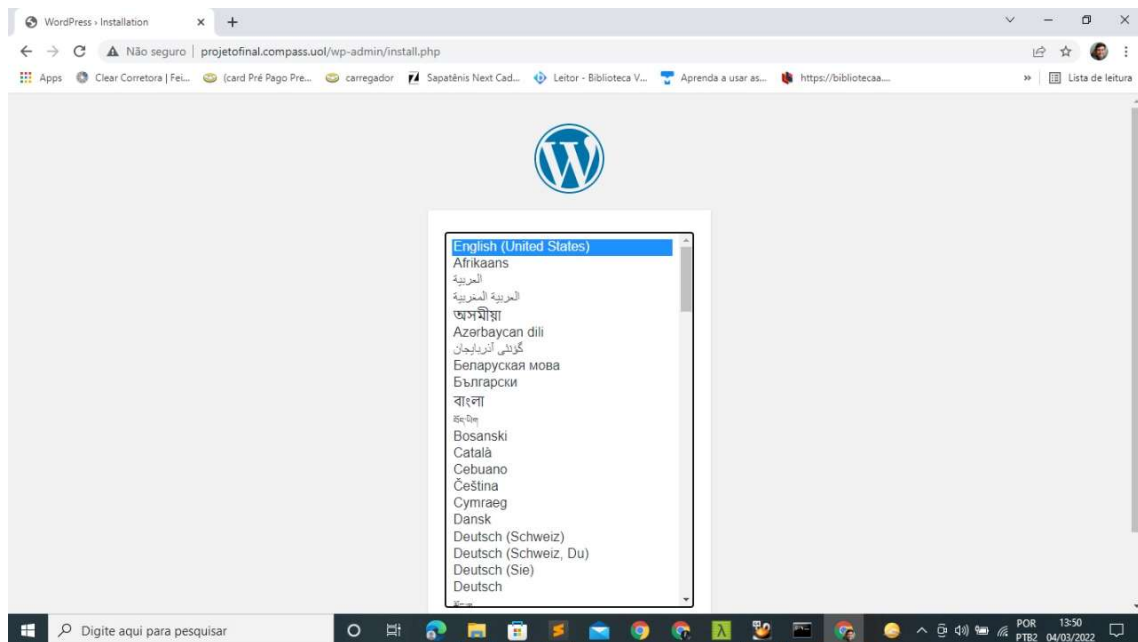 WordPress › Installation
Não seguro | projetofinal.compass.uol/wp-admin/install.php
Apps Clear Corretora | Fei... (card Pré Pago Pre... carregador Sapatênis Next Cad... Leitor - Biblioteca V... Aprenda a usar as... https://bibliotecaa.... » Lista de leitura
English (United States)
Afrikaans
العربية
العربية المغربية
অসমীয়া
Azərbaycan dili
گؤنئی آذربایجان
Беларуская мова
Български
বাংলা
Bosanski
Català
Cebuano
Čeština
Cymraeg
Dansk
Deutsch (Schweiz)
Deutsch (Schweiz, Du)
Deutsch (Sie)
Deutsch
Digite aqui para pesquisar
POR 13:50
PTB2 04/03/2022